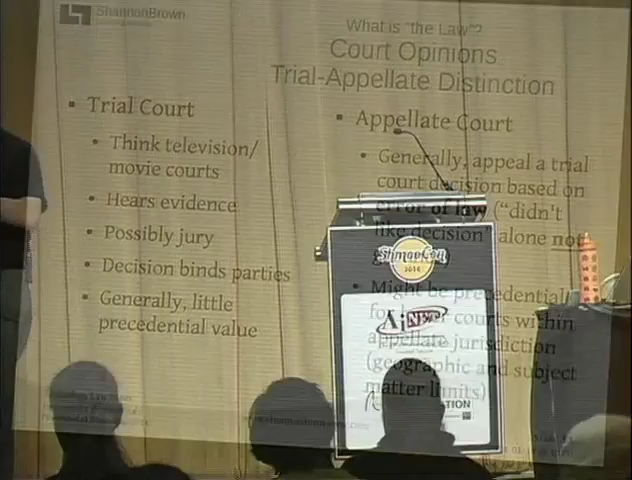 ShannonBrown
What is "the Law"?
Court Opinions
Trial-Appellate Distinction
• Trial Court
• Think television/
movie courts
• Hears evidence
• Possibly jury
• Decision binds parties
• Generally, little
precedential value
• Appellate Court
• Generally, appeal a trial
court decision based on
error of law ("didn't
like decision" alone not
• Might be precedential
for courts within
appellate jurisdiction
(geographic and subject
matter limits)
ShmooCon
2014